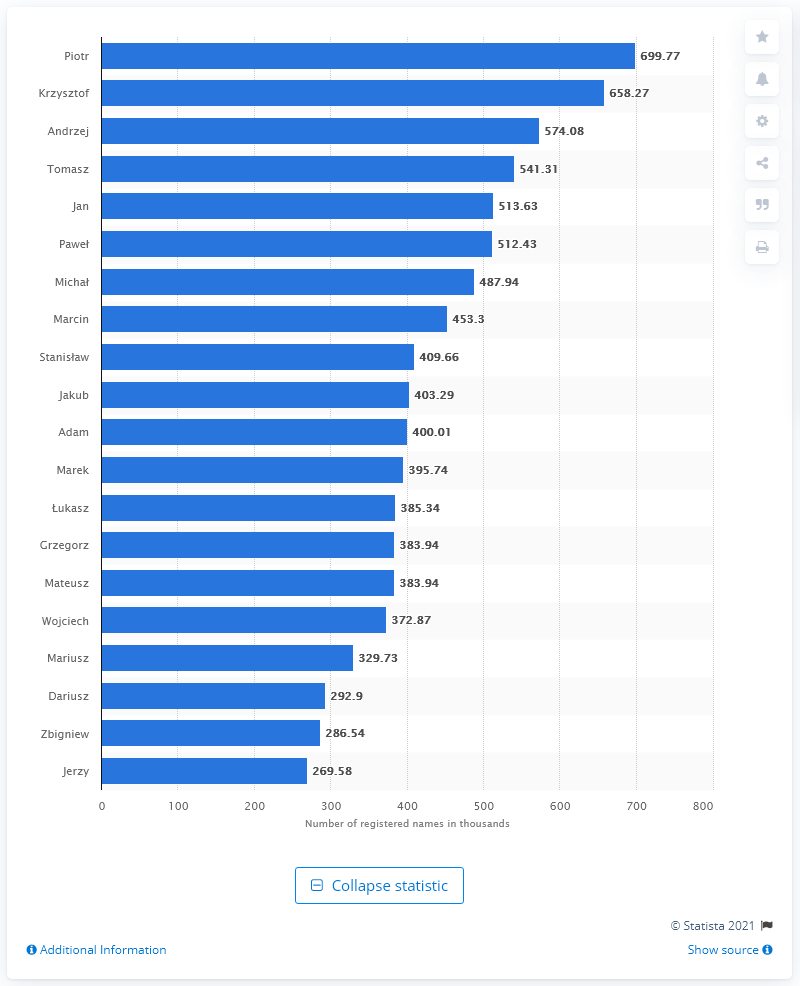 Piotr 699.77
Krzysztof 658.27
Andrzej 574.08
Tomasz 541.31
Jan 513.63
Paweł 512.43
Michał 487.94
Marcin 453.3
Stanisław 409.66
Jakub 403.29
Adam 400.01
Marek 395.74
Łukasz 385.34
Grzegorz 383.94
Mateusz 383.94
Wojciech 372.87
Mariusz 329.73
Dariusz 292.9
Zbigniew 286.54
Jerzy 269.58
0 100 200 300 400 500 600 700 800
Number of registered names in thousands
Collapse statistic
© Statista 2021
Additional Information Show source